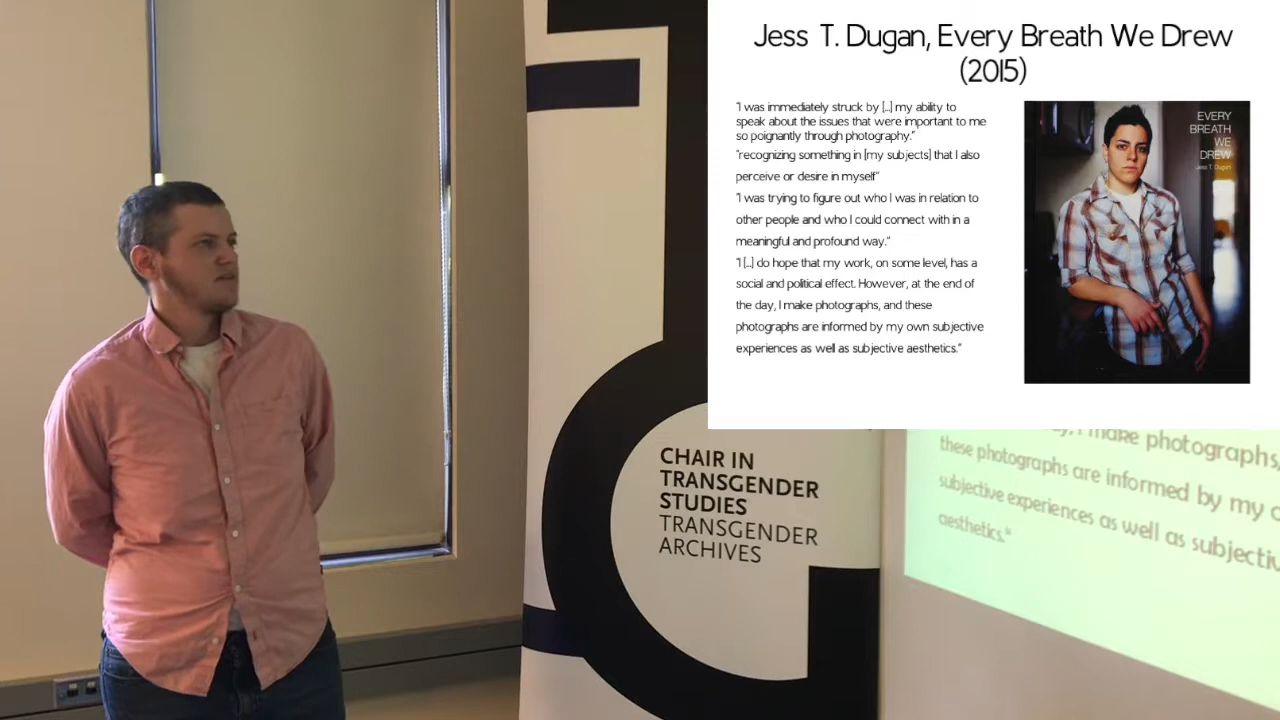 Jess T. Dugan, Every Breath We Drew
(2015)
"I was immediately struck by [...] my ability to
speak about the issues that were important to me
so poignantly through photography."
"recognizing something in [my subjects] that I also
perceive or desire in myself"
"I was trying to figure out who I was in relation to
other people and who I could connect with in a
meaningful and profound way."
"I [...] do hope that my work, on some level, has a
social and political effect. However, at the end of
the day, I make photographs, and these
photographs are informed by my own subjective
experiences as well as subjective aesthetics."
EVERY
BREATH
WE
DREW
Jess T. Dugan
CHAIR IN
TRANSGENDER
STUDIES
TRANSGENDER
ARCHIVES
I make photographs,
these photographs are informed by my
subjective experiences as well as
aesthetics."